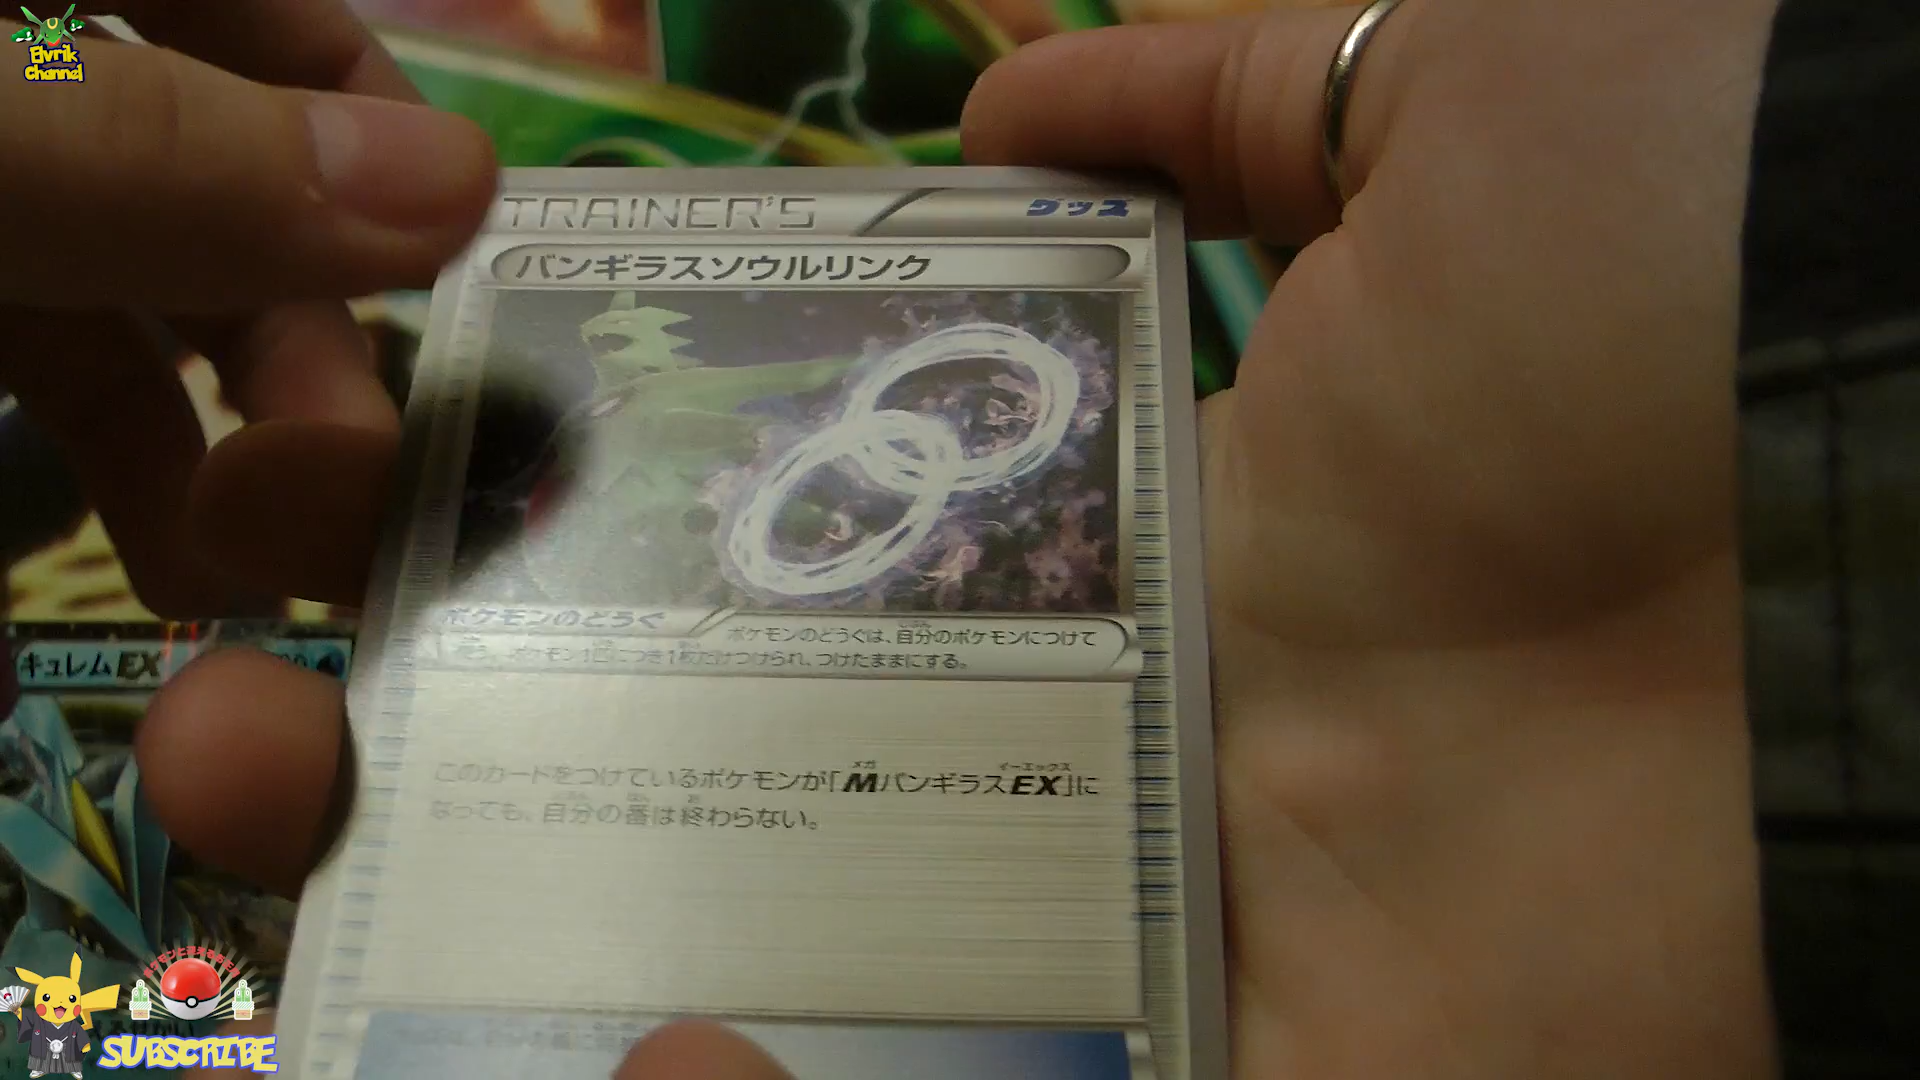 Elvrik
Channel
TRAINER'S
グッズ
バンギラスソウルリンク
ポケモンのどうぐ
ポケモンのどうぐは、自分のポケモンにつけて
使う。ポケモン1匹につき1枚だけつけられ、つけたままにする。
キュレムEX
このカードをつけているポケモンが「MバンギラスEX」に
なっても、自分の番は終わらない。
SUBSCRIBE